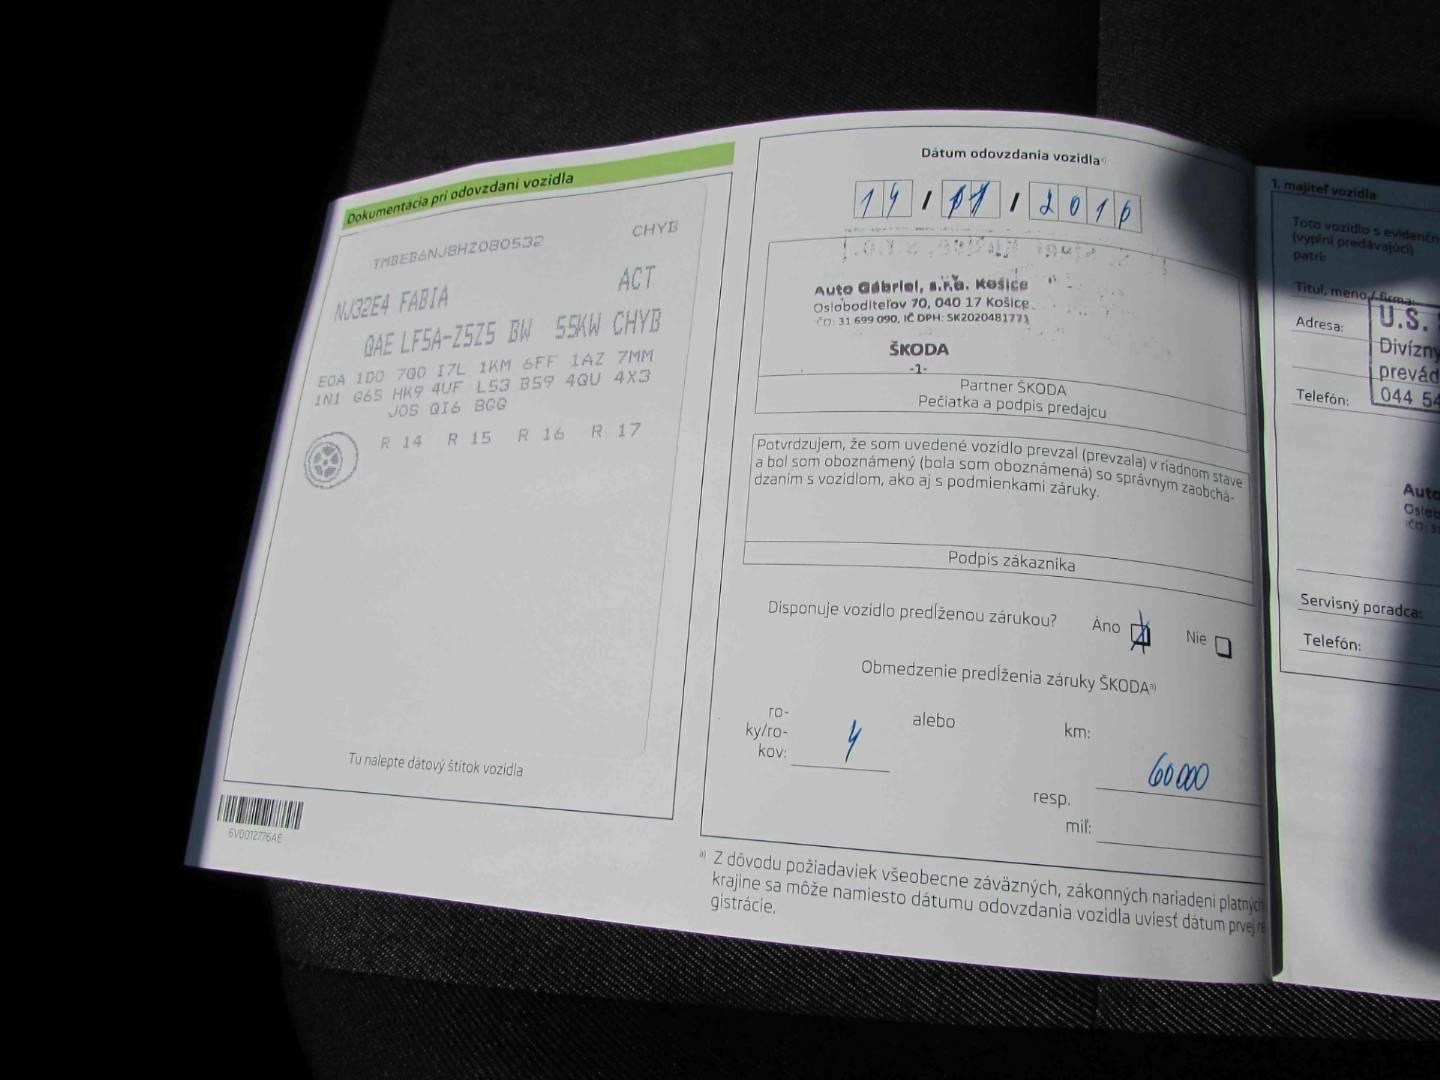 Dokumentácia pri odovzdaní vozidla
TMBEB6NJ8HZ080532 CHYB
NJ32E4 FABIA ACT
QAE LF5A-Z5Z5 BW 55KW CHYB
E0A 1D0 7Q0 I7L 1KM 6FF 1AZ 7MM
1N1 G65 HK9 4UF L53 B59 4QU 4X3
J0S QI6 BGG
R 14 R 15 R 16 R 17
Tu nalepte dátový štítok vozidla
6V0012776AE
Dátum odovzdania vozidla a)
14 / 11 / 2016
Auto Gábriel, s.r.o. Košice
Osloboditeľov 70, 040 17 Košice
IČO: 31 699 090, IČ DPH: SK2020481771
ŠKODA
-1-
Partner ŠKODA
Pečiatka a podpis predajcu
Potvrdzujem, že som uvedené vozidlo prevzal (prevzala) v riadnom stave
a bol som oboznámený (bola som oboznámená) so správnym zaobchá-
dzaním s vozidlom, ako aj s podmienkami záruky.
Podpis zákazníka
Disponuje vozidlo predĺženou zárukou? Áno Nie
Obmedzenie predĺženia záruky ŠKODA a)
ro-
ky/ro-
kov: 4 alebo km: 60000
resp.
míľ:
a) Z dôvodu požiadaviek všeobecne záväzných, zákonných nariadení platných
krajine sa môže namiesto dátumu odovzdania vozidla uviesť dátum prvej re
gistrácie.
1. majiteľ vozidla
Toto vozidlo s evidenčn
(vyplní predávajúci)
patrí:
Titul, meno / firma:
Adresa:
Telefón:
U.S.
Divízny
prevád
044 54
Auto
Oslob
IČO: 31
Servisný poradca:
Telefón: